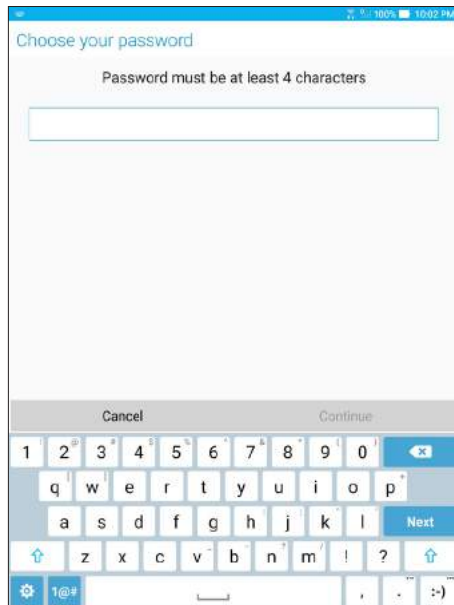 100% 10:02 PM
Choose your password
Password must be at least 4 characters
Cancel Continue
1 2 3 4 5 6 7 8 9 0
q w e r t y u i o p
a s d f g h j k l Next
z x c v b n m ! ?
1@# , . :-)